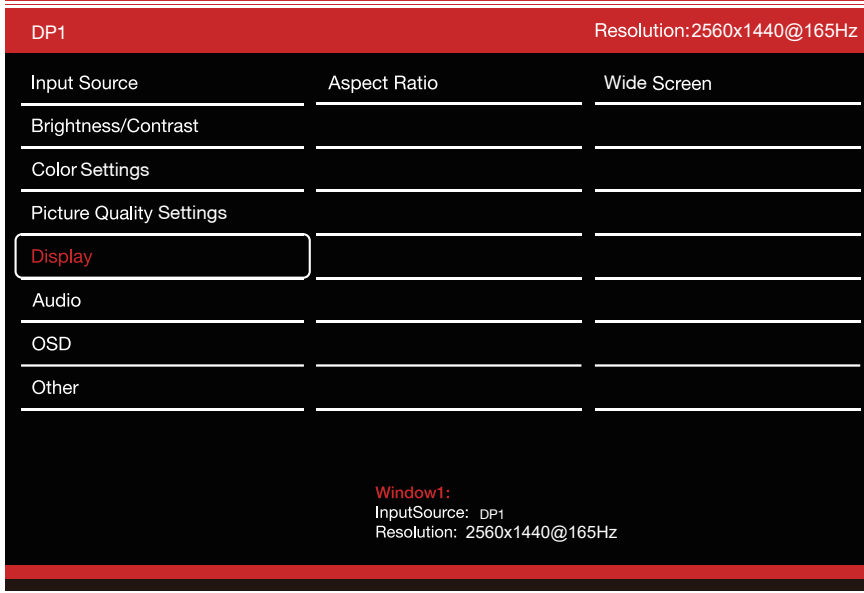 DP1 Resolution:2560x1440@165Hz
Input Source Aspect Ratio Wide Screen
Brightness/Contrast
Color Settings
Picture Quality Settings
Display
Audio
OSD
Other
Window1:
InputSource: DP1
Resolution: 2560x1440@165Hz